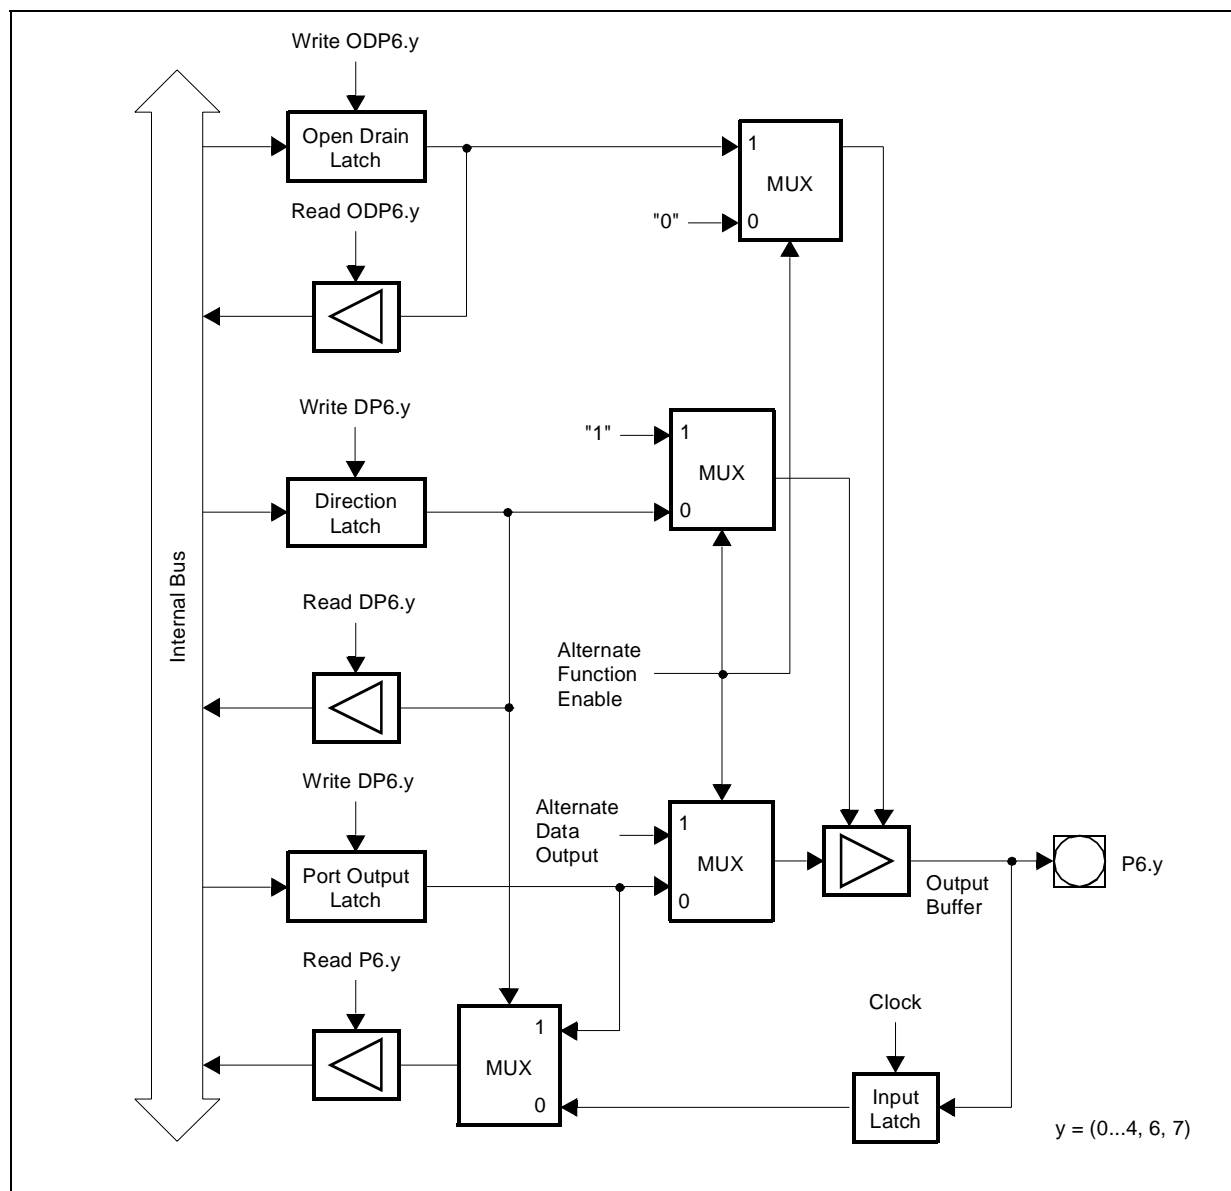 Write ODP6.y
Open Drain
Latch
1
MUX
"0"
0
Read ODP6.y
Write DP6.y
"1"
1
MUX
Direction
Latch
0
Internal Bus
Read DP6.y
Alternate
Function
Enable
Write DP6.y
Alternate
Data
Output
1
MUX
0
Port Output
Latch
Output
Buffer
P6.y
Read P6.y
Clock
1
MUX
0
Input
Latch
y = (0...4, 6, 7)